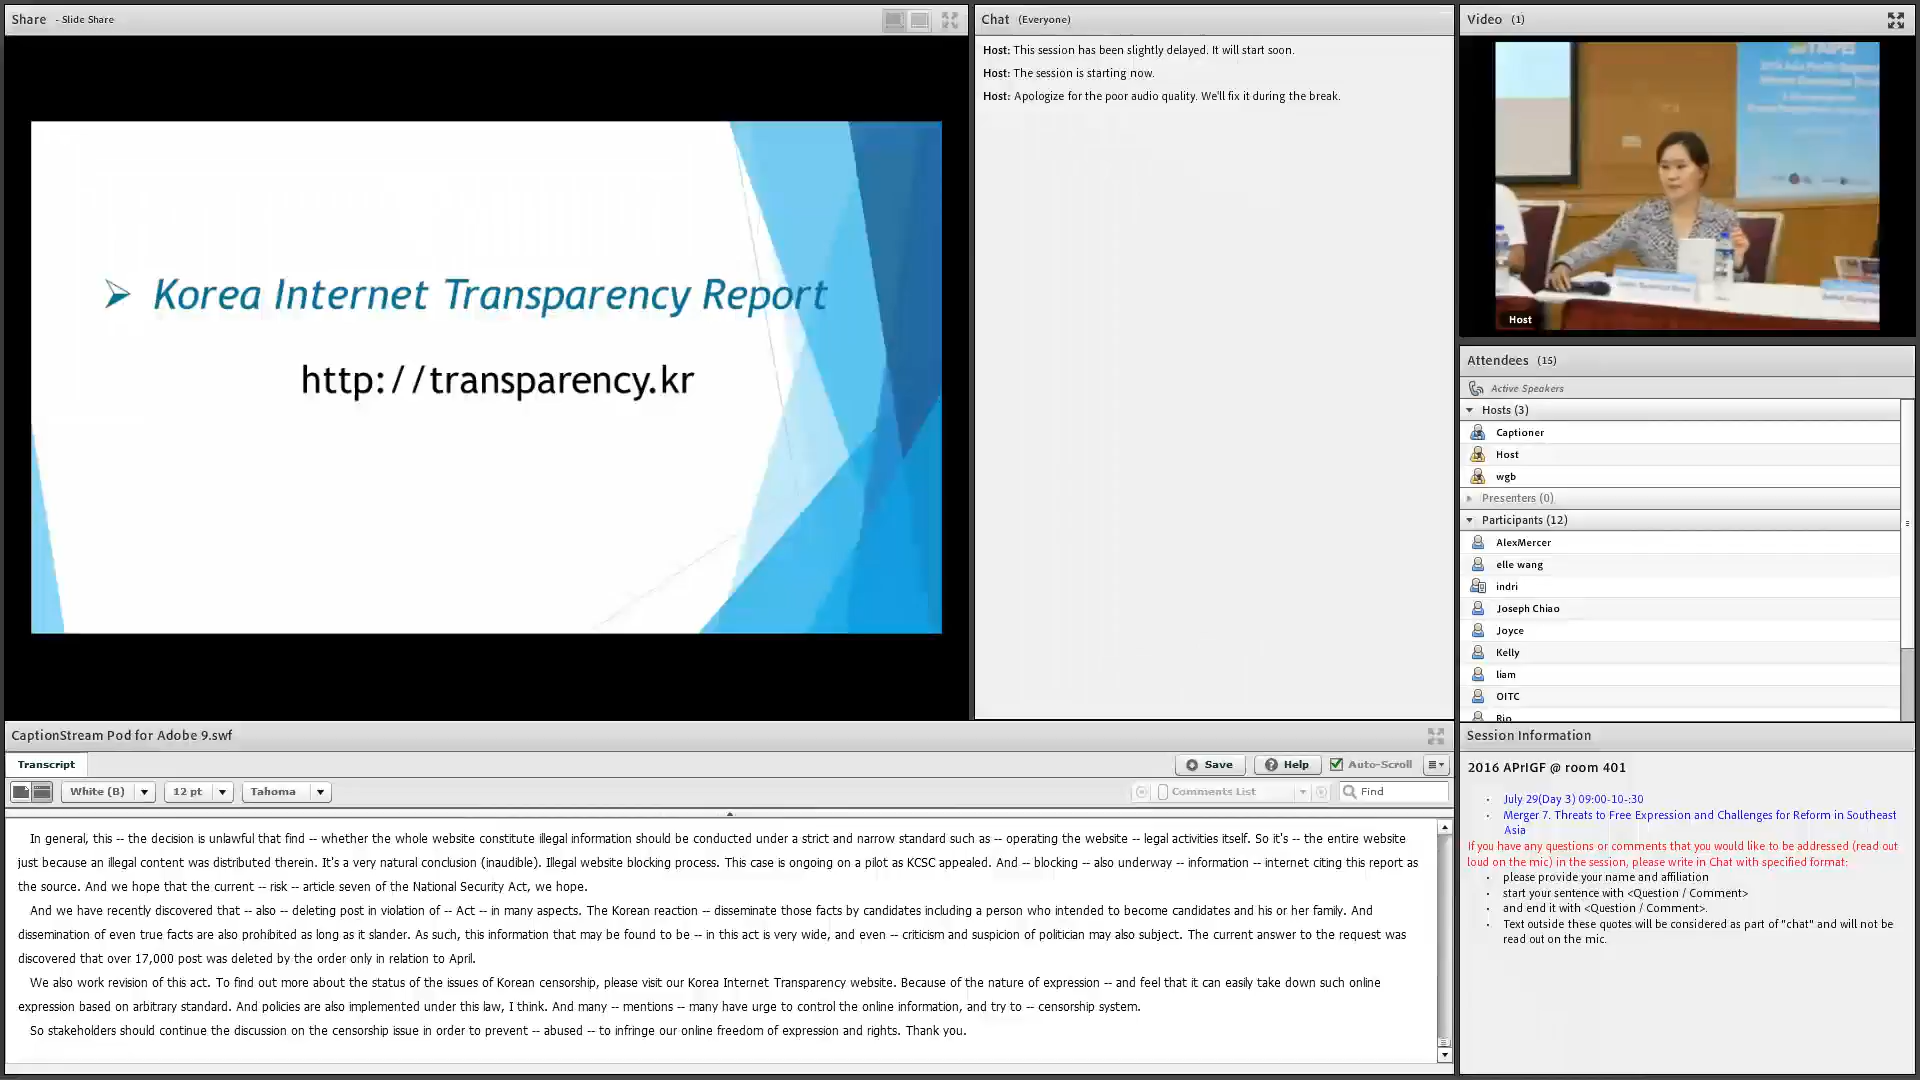 Share - Slide Share
Korea Internet Transparency Report
http://transparency.kr
Chat (Everyone)
Host: This session has been slightly delayed. It will start soon.
Host: The session is starting now.
Host: Apologize for the poor audio quality. We'll fix it during the break.
Video (1)
TAIPEI
Host
Attendees (15)
Active Speakers
Hosts (3)
Captioner
Host
wgb
Presenters (0)
Participants (12)
AlexMercer
elle wang
indri
Joseph Chiao
Joyce
Kelly
liam
OITC
Rio
CaptionStream Pod for Adobe 9.swf
Transcript
Save
Help
Auto-Scroll
White (B)
12 pt
Tahoma
Comments List
Find
In general, this -- the decision is unlawful that find -- whether the whole website constitute illegal information should be conducted under a strict and narrow standard such as -- operating the website -- legal activities itself. So it's -- the entire website
just because an illegal content was distributed therein. It's a very natural conclusion (inaudible). Illegal website blocking process. This case is ongoing on a pilot as KCSC appealed. And -- blocking -- also underway -- information -- internet citing this report as
the source. And we hope that the current -- risk -- article seven of the National Security Act, we hope.
And we have recently discovered that -- also -- deleting post in violation of -- Act -- in many aspects. The Korean reaction -- disseminate those facts by candidates including a person who intended to become candidates and his or her family. And
dissemination of even true facts are also prohibited as long as it slander. As such, this information that may be found to be -- in this act is very wide, and even -- criticism and suspicion of politician may also subject. The current answer to the request was
discovered that over 17,000 post was deleted by the order only in relation to April.
We also work revision of this act. To find out more about the status of the issues of Korean censorship, please visit our Korea Internet Transparency website. Because of the nature of expression -- and feel that it can easily take down such online
expression based on arbitrary standard. And policies are also implemented under this law, I think. And many -- mentions -- many have urge to control the online information, and try to -- censorship system.
So stakeholders should continue the discussion on the censorship issue in order to prevent -- abused -- to infringe our online freedom of expression and rights. Thank you.
Session Information
2016 APrIGF @ room 401
July 29(Day 3) 09:00-10-:30
Merger 7. Threats to Free Expression and Challenges for Reform in Southeast
Asia
If you have any questions or comments that you would like to be addressed (read out
loud on the mic) in the session, please write in Chat with specified format:
please provide your name and affiliation
start your sentence with <Question / Comment>
and end it with <Question / Comment>.
Text outside these quotes will be considered as part of "chat" and will not be
read out on the mic.